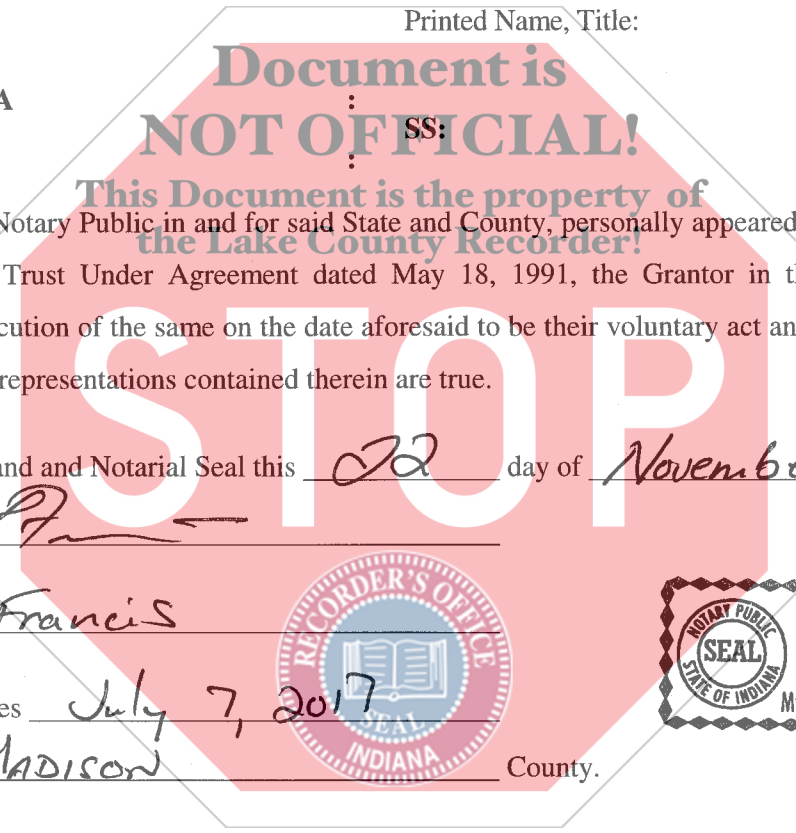 Printed Name, Title:
Document is
A : SS:
NOT OFFICIAL!
:
This Document is the property of
Notary Public in and for said State and County, personally appeared
the Lake County Recorder!
Trust Under Agreement dated May 18, 1991, the Grantor in th
cution of the same on the date aforesaid to be their voluntary act an
representations contained therein are true.
STOP
and and Notarial Seal this 22 day of Novembe
Francis
es July 7, 2017
MADISON County.
RECORDER'S OFFICE
SEAL
INDIANA
NOTARY PUBLIC
SEAL
STATE OF INDIANA
M